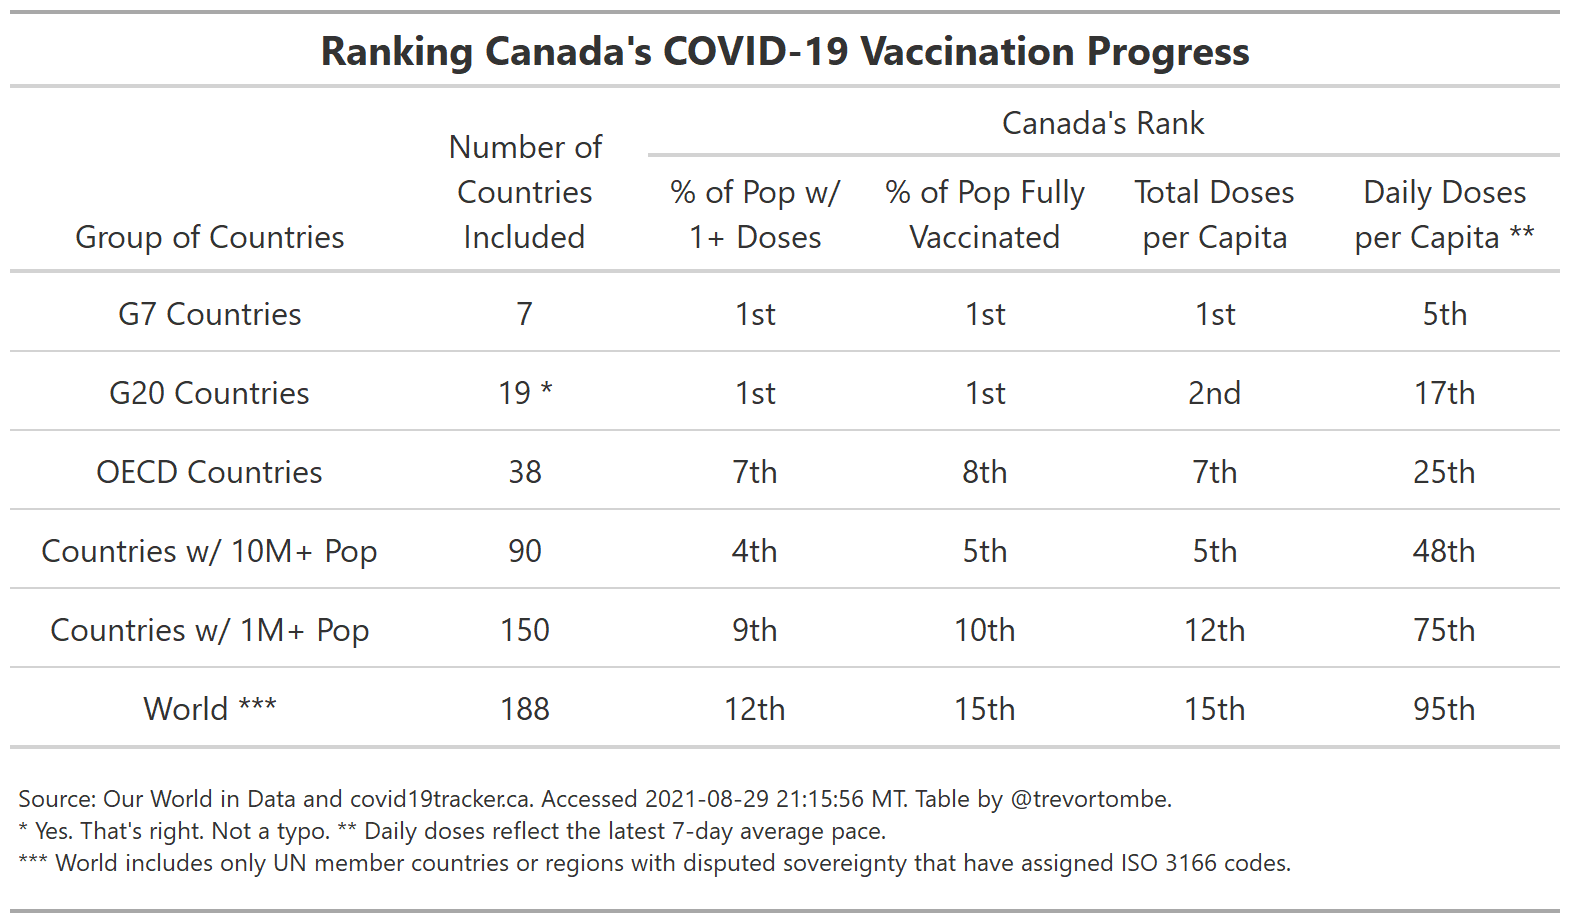 Ranking Canada's COVID-19 Vaccination Progress
Canada's Rank
Group of Countries
Number of
Countries
Included
% of Pop w/
1+ Doses
% of Pop Fully
Vaccinated
Total Doses
per Capita
Daily Doses
per Capita **
G7 Countries 7 1st 1st 1st 5th
G20 Countries 19 * 1st 1st 2nd 17th
OECD Countries 38 7th 8th 7th 25th
Countries w/ 10M+ Pop 90 4th 5th 5th 48th
Countries w/ 1M+ Pop 150 9th 10th 12th 75th
World *** 188 12th 15th 15th 95th
Source: Our World in Data and covid19tracker.ca. Accessed 2021-08-29 21:15:56 MT. Table by @trevortombe.
* Yes. That's right. Not a typo. ** Daily doses reflect the latest 7-day average pace.
*** World includes only UN member countries or regions with disputed sovereignty that have assigned ISO 3166 codes.